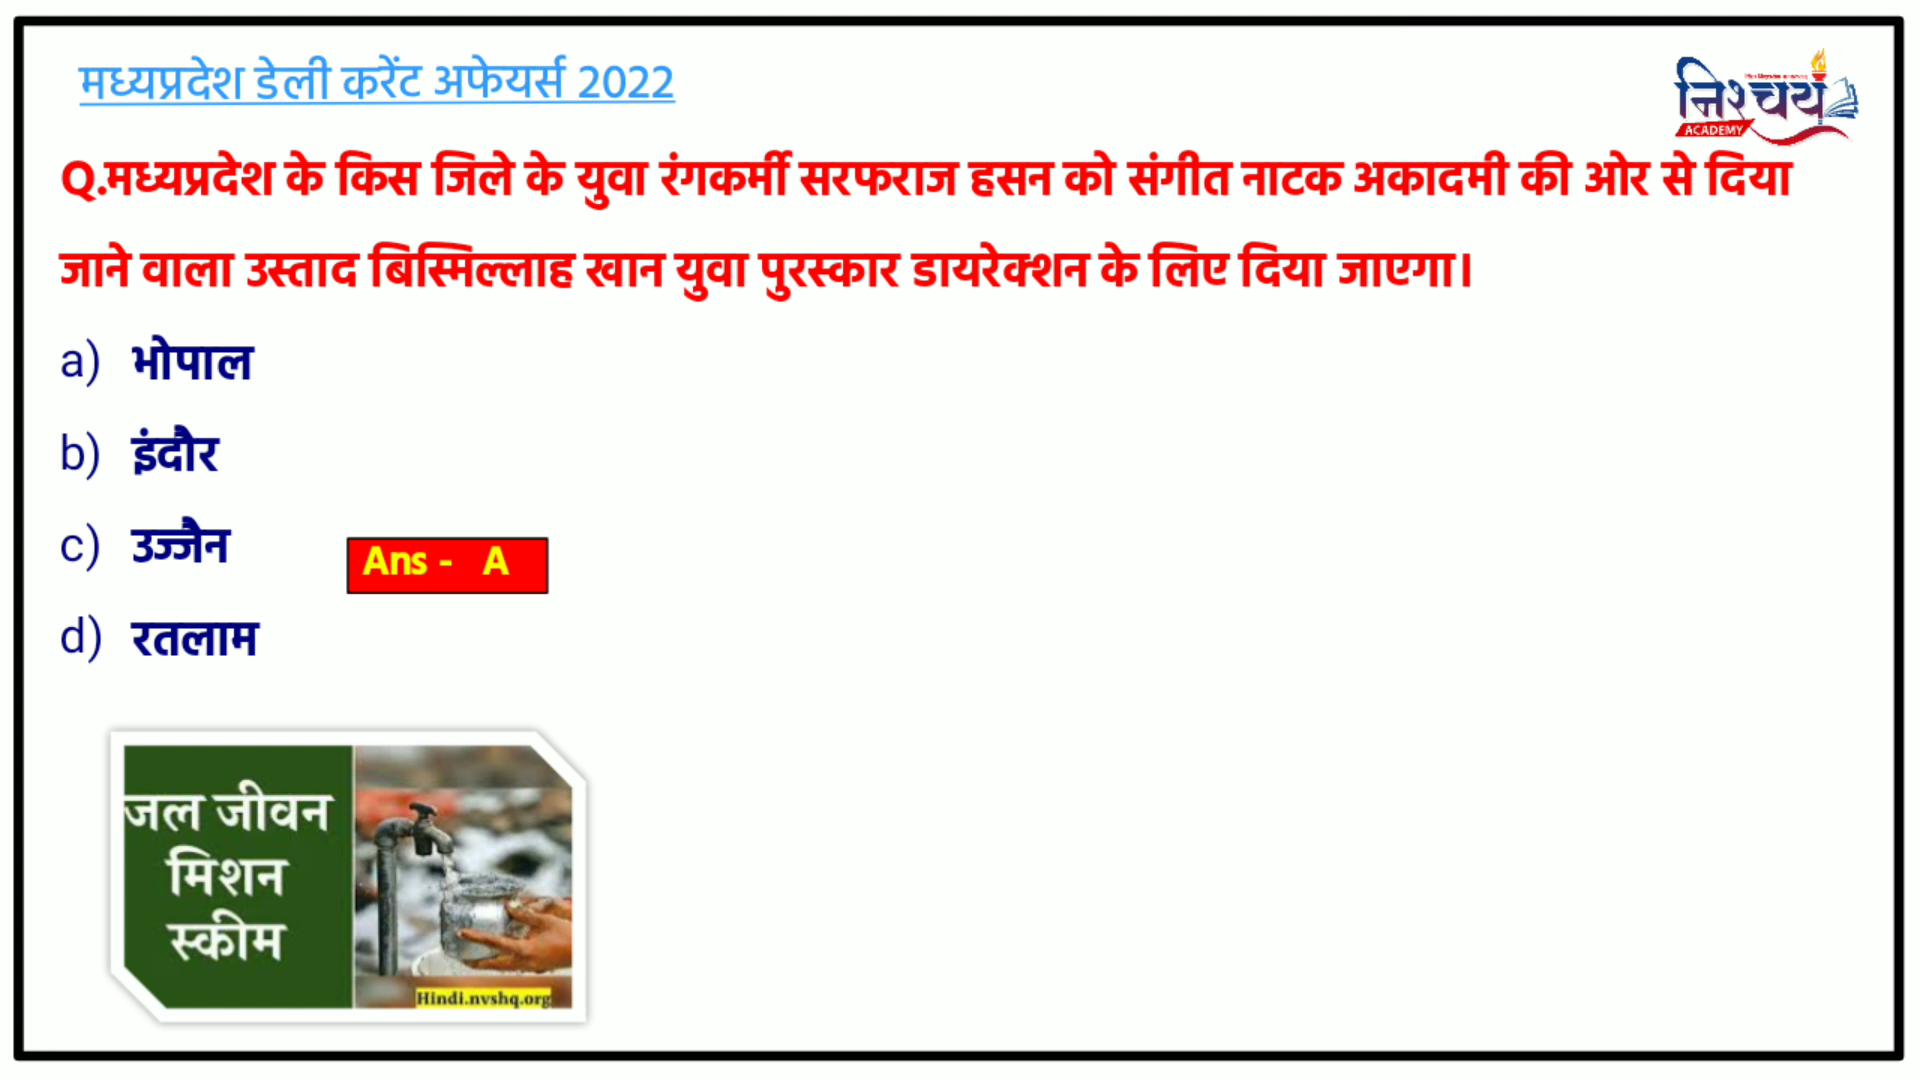 मध्यप्रदेश डेली करेंट अफेयर्स 2022
निश्चय
ACADEMY
Q.मध्यप्रदेश के किस जिले के युवा रंगकर्मी सरफराज हसन को संगीत नाटक अकादमी की ओर से दिया
जाने वाला उस्ताद बिस्मिल्लाह खान युवा पुरस्कार डायरेक्शन के लिए दिया जाएगा।
a) भोपाल
b) इंदौर
c) उज्जैन
Ans - A
d) रतलाम
जल जीवन
मिशन
स्कीम
Hindi.nvshq.org